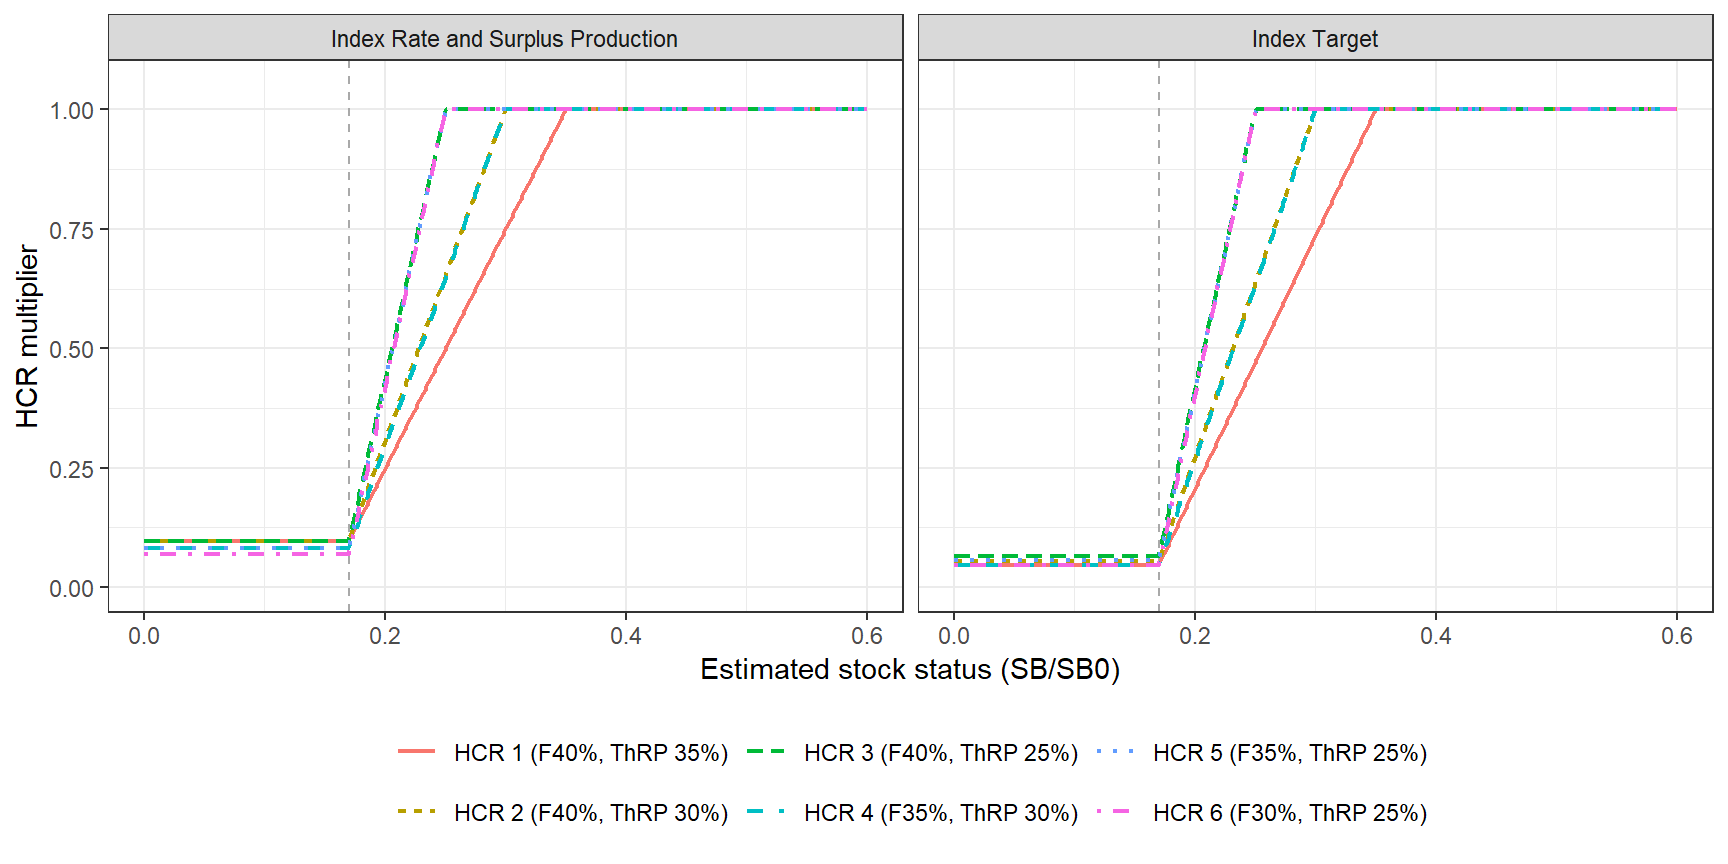 Index Rate and Surplus Production
Index Target
HCR multiplier
1.00
0.75
0.50
0.25
0.00
0.0 0.2 0.4 0.6
0.0 0.2 0.4 0.6
Estimated stock status (SB/SB0)
HCR 1 (F40%, ThRP 35%) HCR 3 (F40%, ThRP 25%) HCR 5 (F35%, ThRP 25%)
HCR 2 (F40%, ThRP 30%) HCR 4 (F35%, ThRP 30%) HCR 6 (F30%, ThRP 25%)